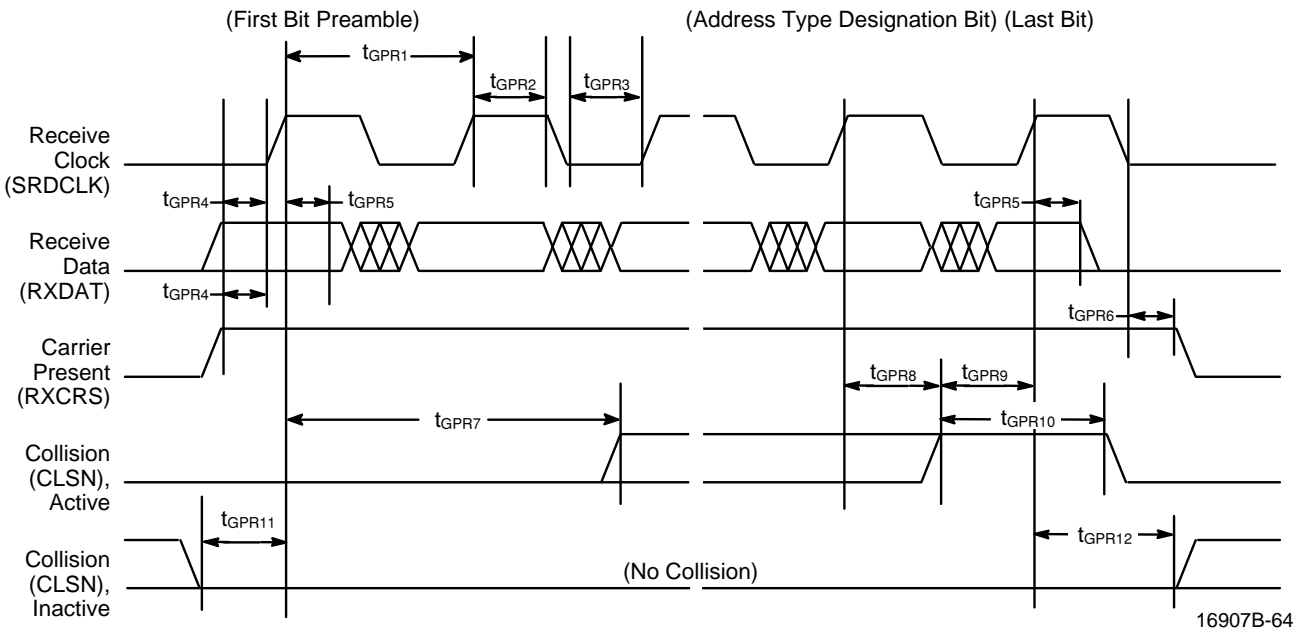 (First Bit Preamble)
(Address Type Designation Bit) (Last Bit)
tGPR1
tGPR2
tGPR3
Receive
Clock
(SRDCLK)
tGPR4
tGPR5
tGPR5
Receive
Data
(RXDAT)
tGPR4
tGPR6
Carrier
Present
(RXCRS)
tGPR8
tGPR9
tGPR7
tGPR10
Collision
(CLSN),
Active
tGPR11
tGPR12
Collision
(CLSN),
Inactive
(No Collision)
16907B-64